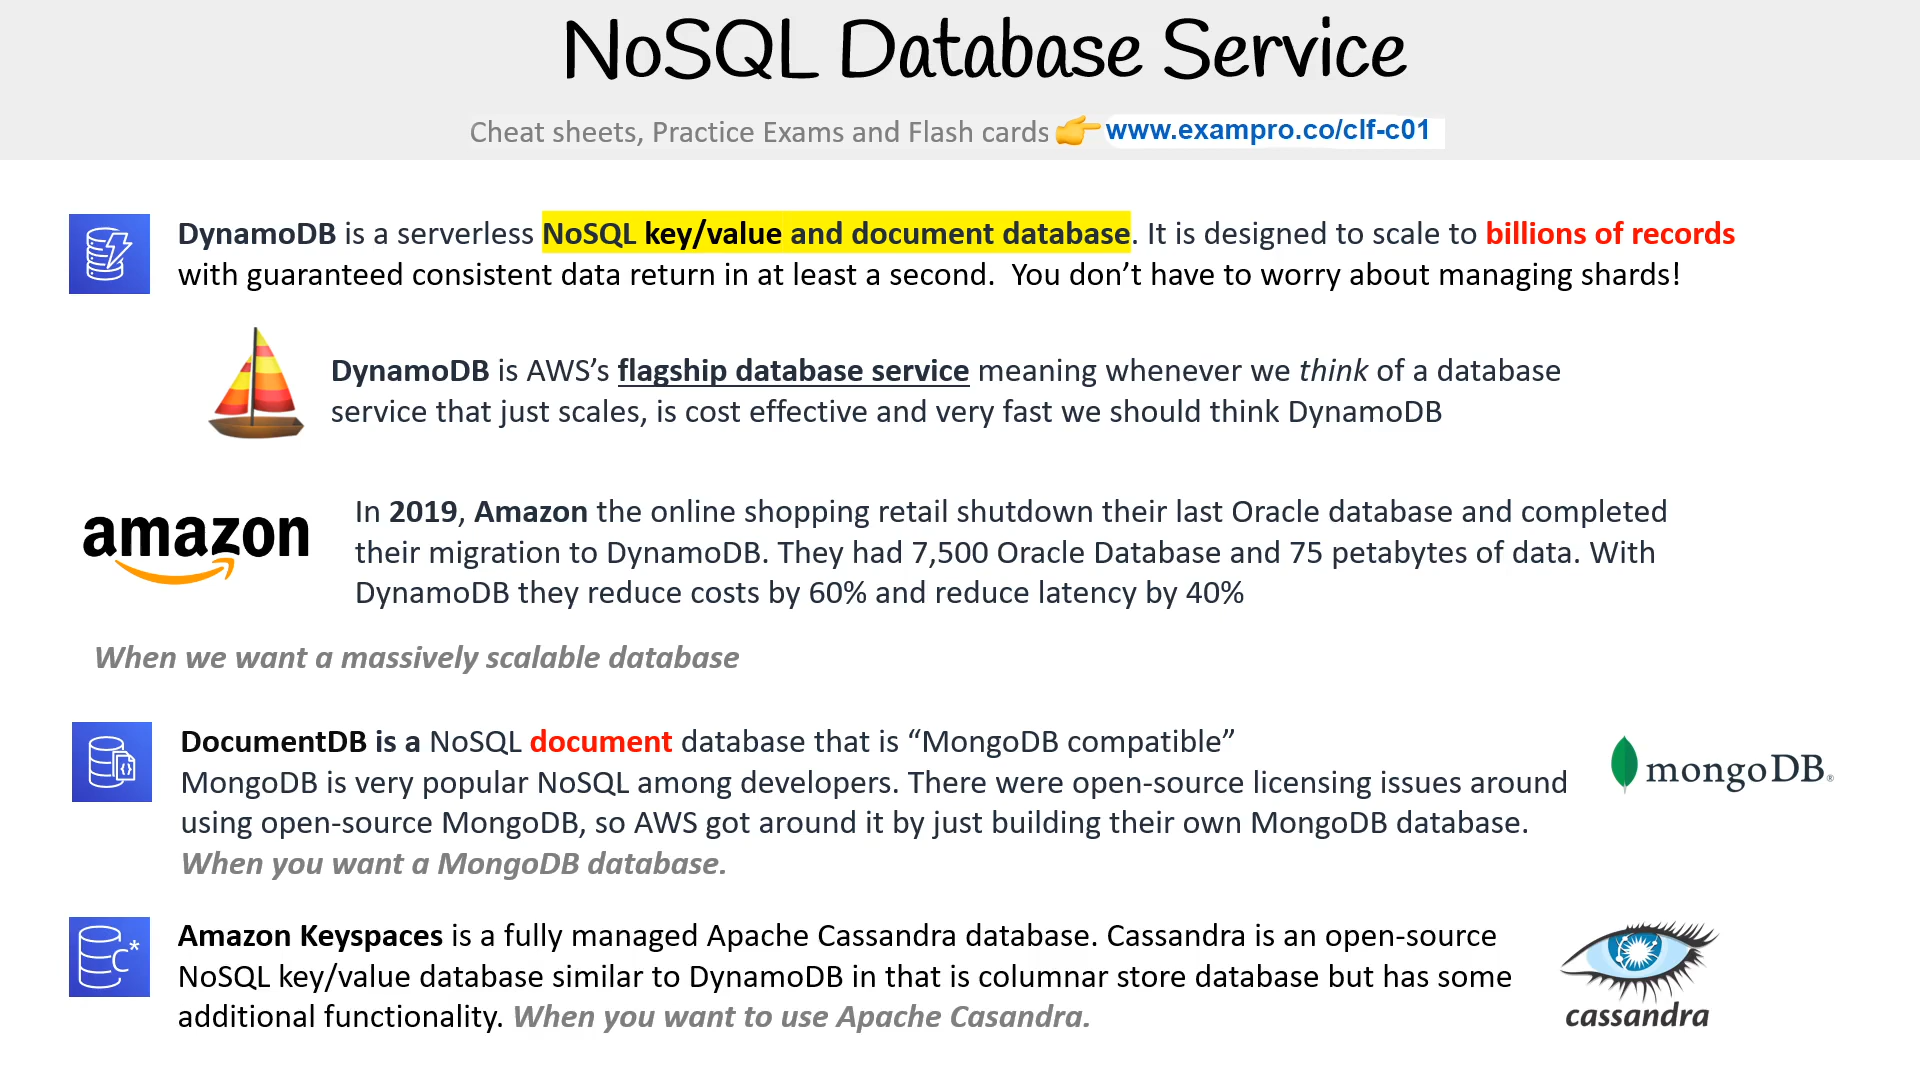 NoSQL Database Service
Cheat sheets, Practice Exams and Flash cards 👉 www.exampro.co/clf-c01
DynamoDB is a serverless NoSQL key/value and document database. It is designed to scale to billions of records
with guaranteed consistent data return in at least a second.  You don’t have to worry about managing shards!
DynamoDB is AWS’s flagship database service meaning whenever we think of a database
service that just scales, is cost effective and very fast we should think DynamoDB
amazon
In 2019, Amazon the online shopping retail shutdown their last Oracle database and completed
their migration to DynamoDB. They had 7,500 Oracle Database and 75 petabytes of data. With
DynamoDB they reduce costs by 60% and reduce latency by 40%
When we want a massively scalable database
DocumentDB is a NoSQL document database that is “MongoDB compatible”
MongoDB is very popular NoSQL among developers. There were open-source licensing issues around
using open-source MongoDB, so AWS got around it by just building their own MongoDB database.
When you want a MongoDB database.
mongoDB®
C*
Amazon Keyspaces is a fully managed Apache Cassandra database. Cassandra is an open-source
NoSQL key/value database similar to DynamoDB in that is columnar store database but has some
additional functionality. When you want to use Apache Casandra.
cassandra